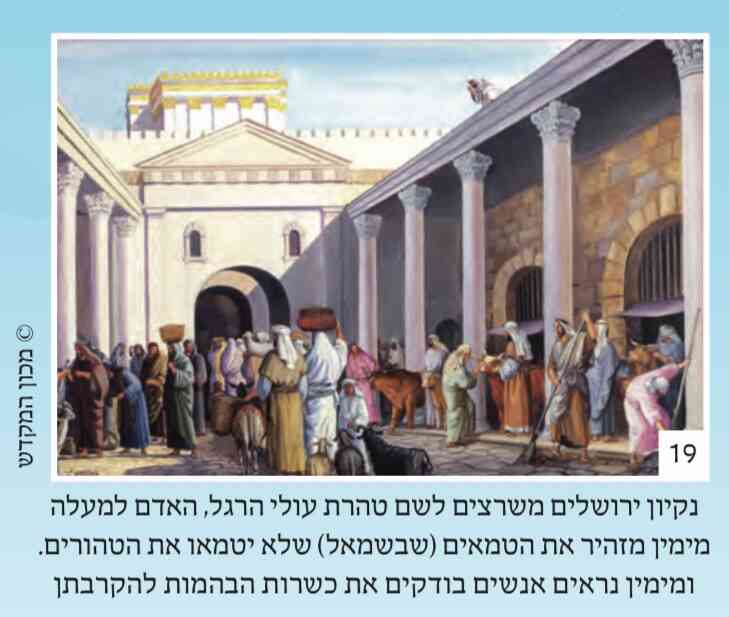 © מכון המקדש
19
נקיון ירושלים משרצים לשם טהרת עולי הרגל, האדם למעלה
מימין מזהיר את הטמאים (שבשמאל) שלא יטמאו את הטהורים.
ומימין נראים אנשים בודקים את כשרות הבהמות להקרבתן